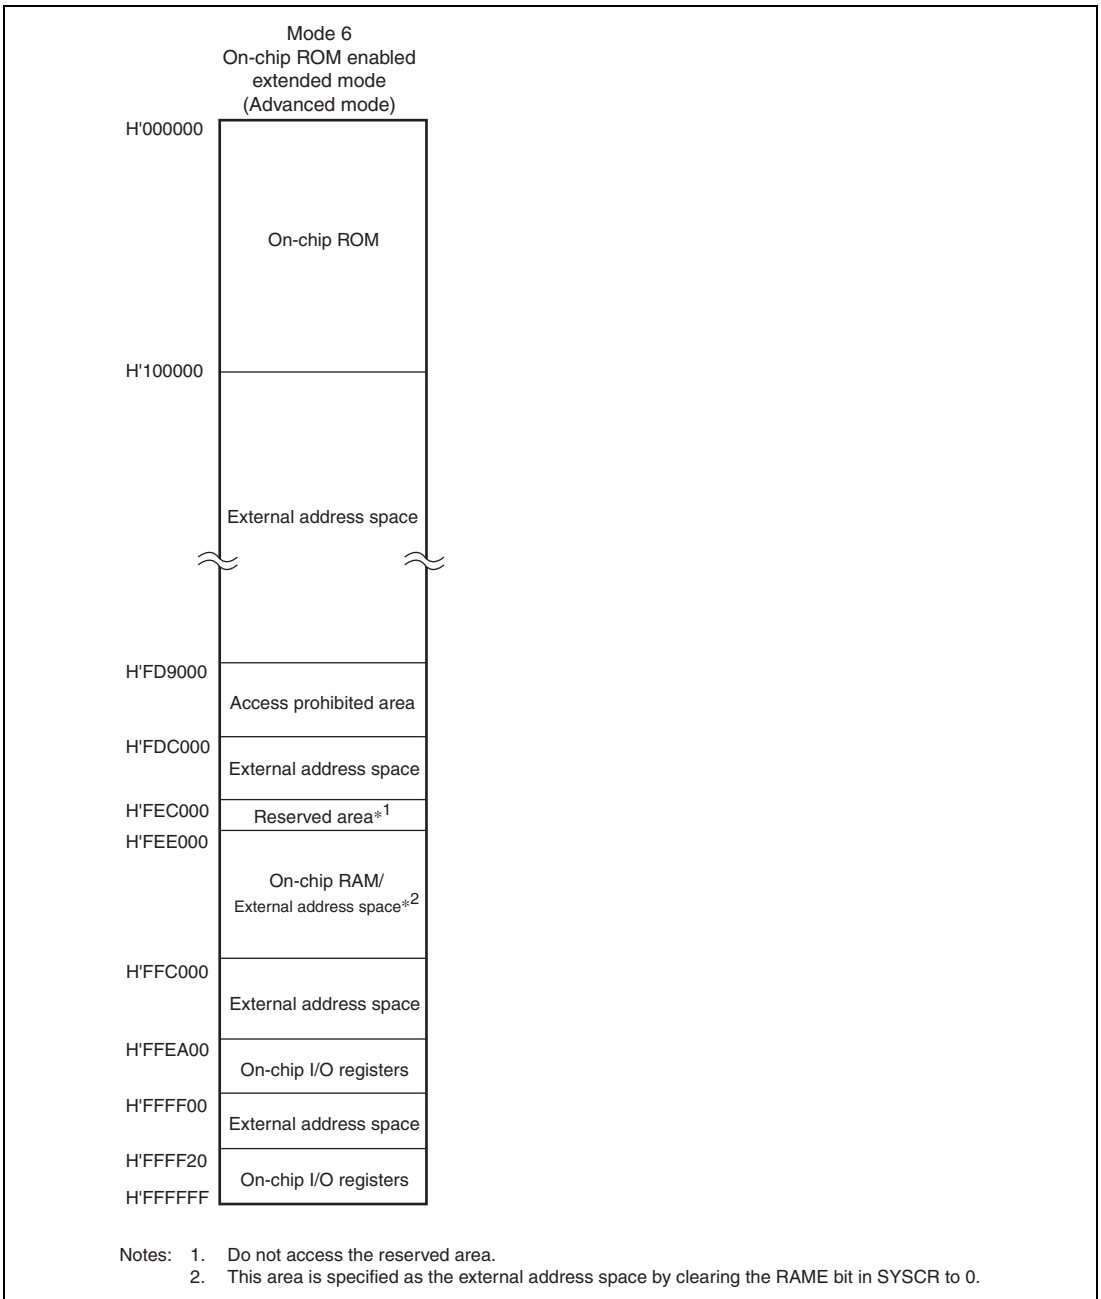 Mode 6
On-chip ROM enabled
extended mode
(Advanced mode)
H'000000
On-chip ROM
H'100000
External address space
H'FD9000
Access prohibited area
H'FDC000
External address space
H'FEC000
Reserved area*1
H'FEE000
On-chip RAM/
External address space*2
H'FFC000
External address space
H'FFEA00
On-chip I/O registers
H'FFFF00
External address space
H'FFFF20
On-chip I/O registers
H'FFFFFF
Notes: 1. Do not access the reserved area.
2. This area is specified as the external address space by clearing the RAME bit in SYSCR to 0.